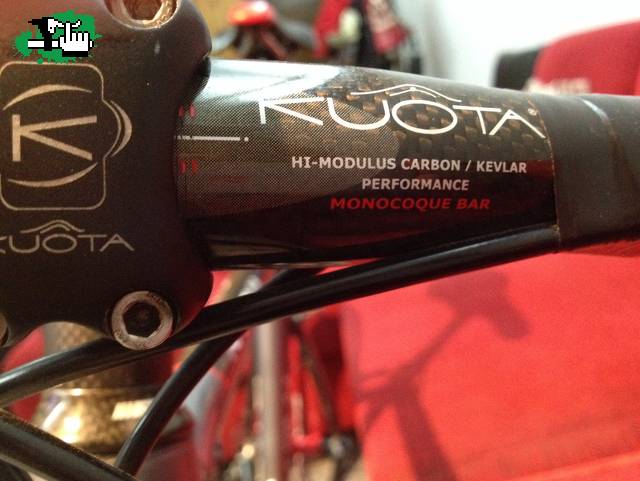 KUOTA
HI-MODULUS CARBON / KEVLAR
PERFORMANCE
MONOCOQUE BAR
K
KUOTA